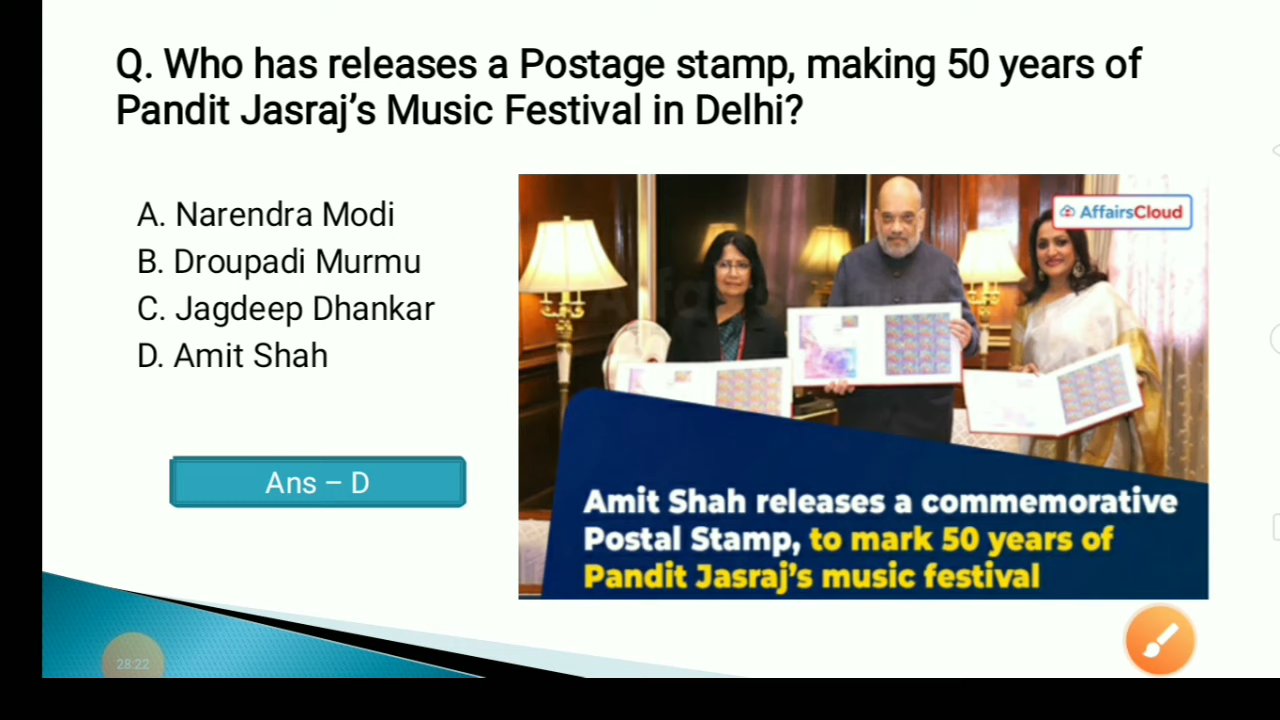 Q. Who has releases a Postage stamp, making 50 years of
Pandit Jasraj’s Music Festival in Delhi?
A. Narendra Modi
B. Droupadi Murmu
C. Jagdeep Dhankar
D. Amit Shah
Ans – D
AffairsCloud
Amit Shah releases a commemorative
Postal Stamp, to mark 50 years of
Pandit Jasraj’s music festival
28:22